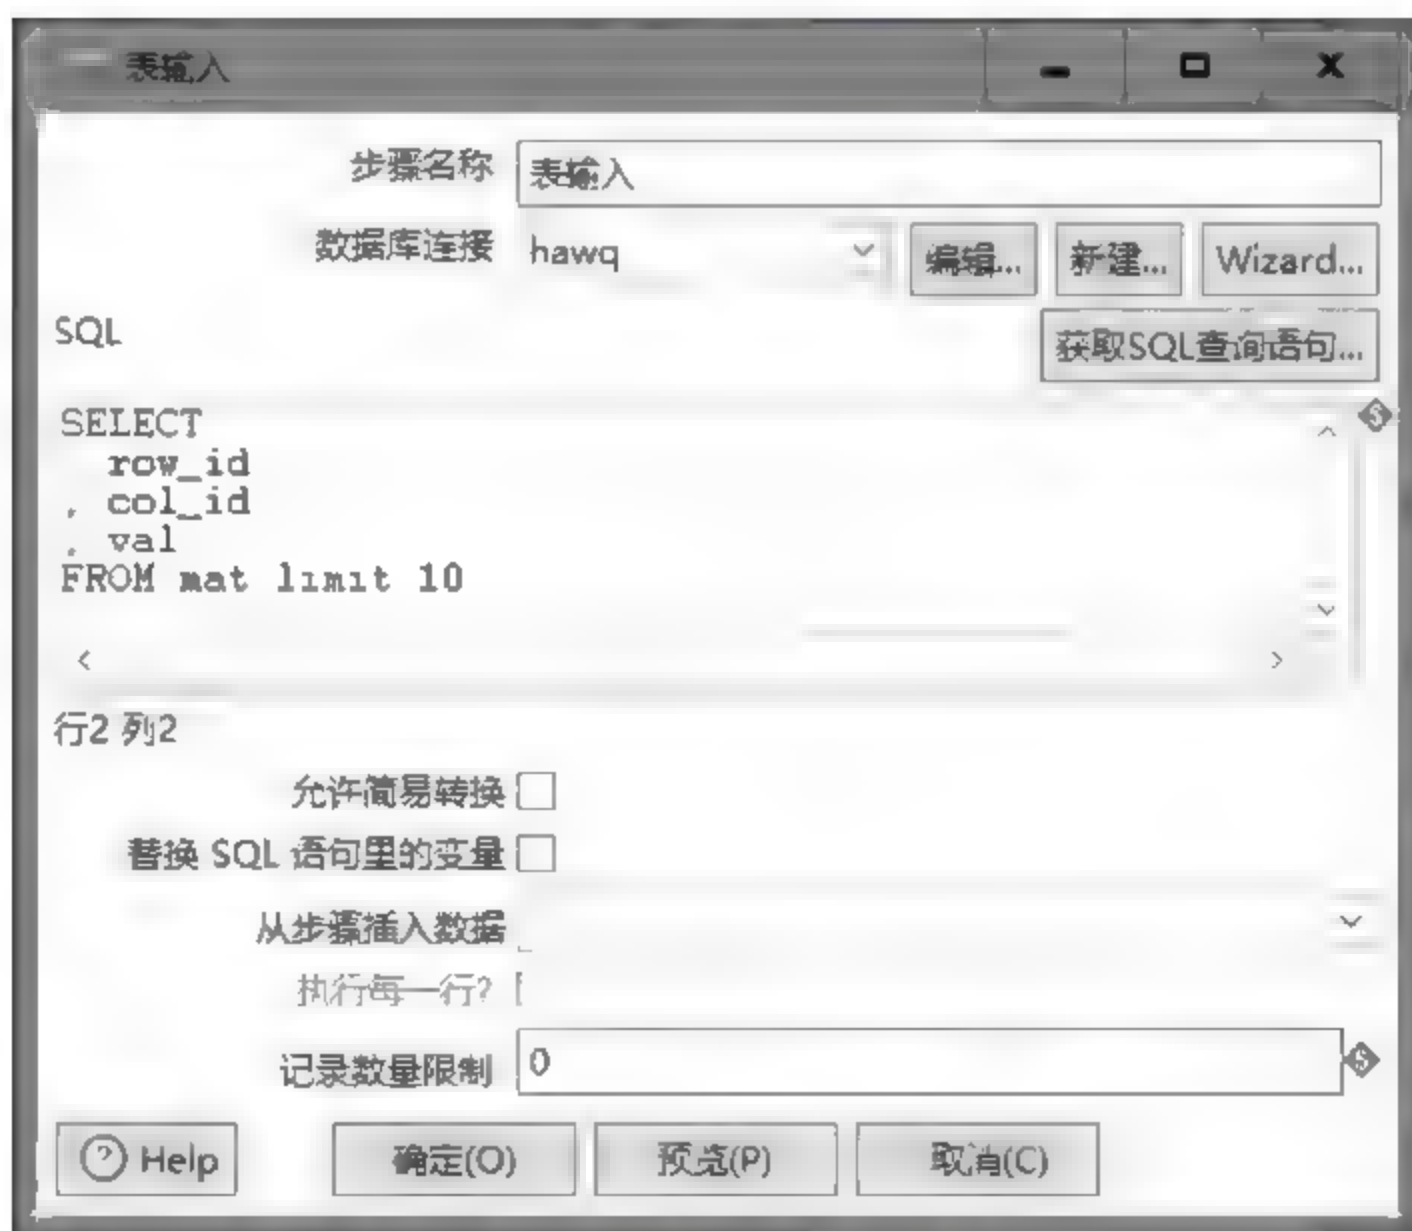 表输入
步骤名称 表输入
数据库连接 hawq 编辑... 新建... Wizard...
SQL 获取SQL查询语句...
SELECT
row_id
, col_id
, val
FROM mat limit 10
行2 列2
允许简易转换
替换 SQL 语句里的变量
从步骤插入数据
执行每一行?
记录数量限制 0
Help 确定(O) 预览(P) 取消(C)